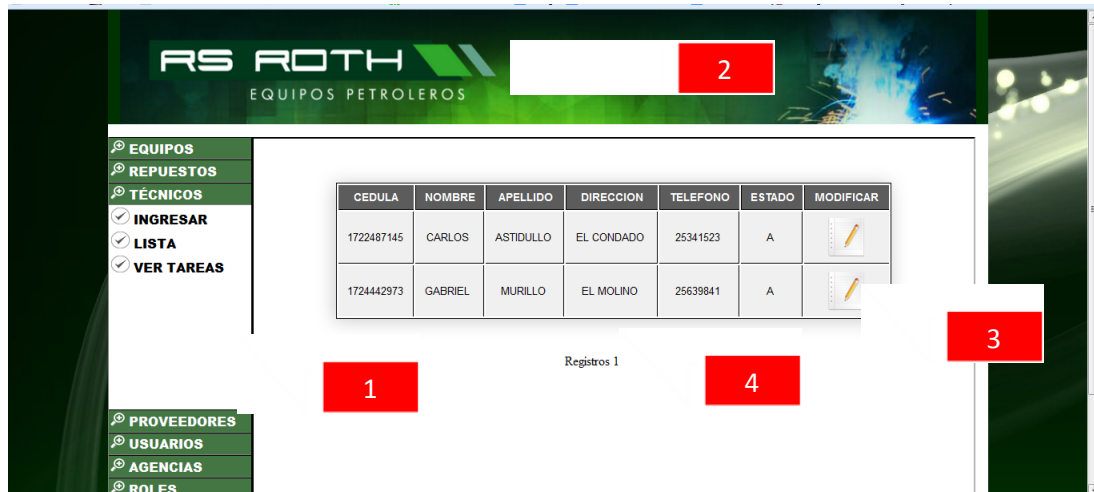 RS ROTH
EQUIPOS PETROLEROS
2
EQUIPOS
REPUESTOS
TÉCNICOS
INGRESAR
LISTA
VER TAREAS
PROVEEDORES
USUARIOS
AGENCIAS
ROLES
CEDULA NOMBRE APELLIDO DIRECCION TELEFONO ESTADO MODIFICAR
1722487145 CARLOS ASTIDULLO EL CONDADO 25341523 A
1724442973 GABRIEL MURILLO EL MOLINO 25639841 A
3
Registros 1
1
4